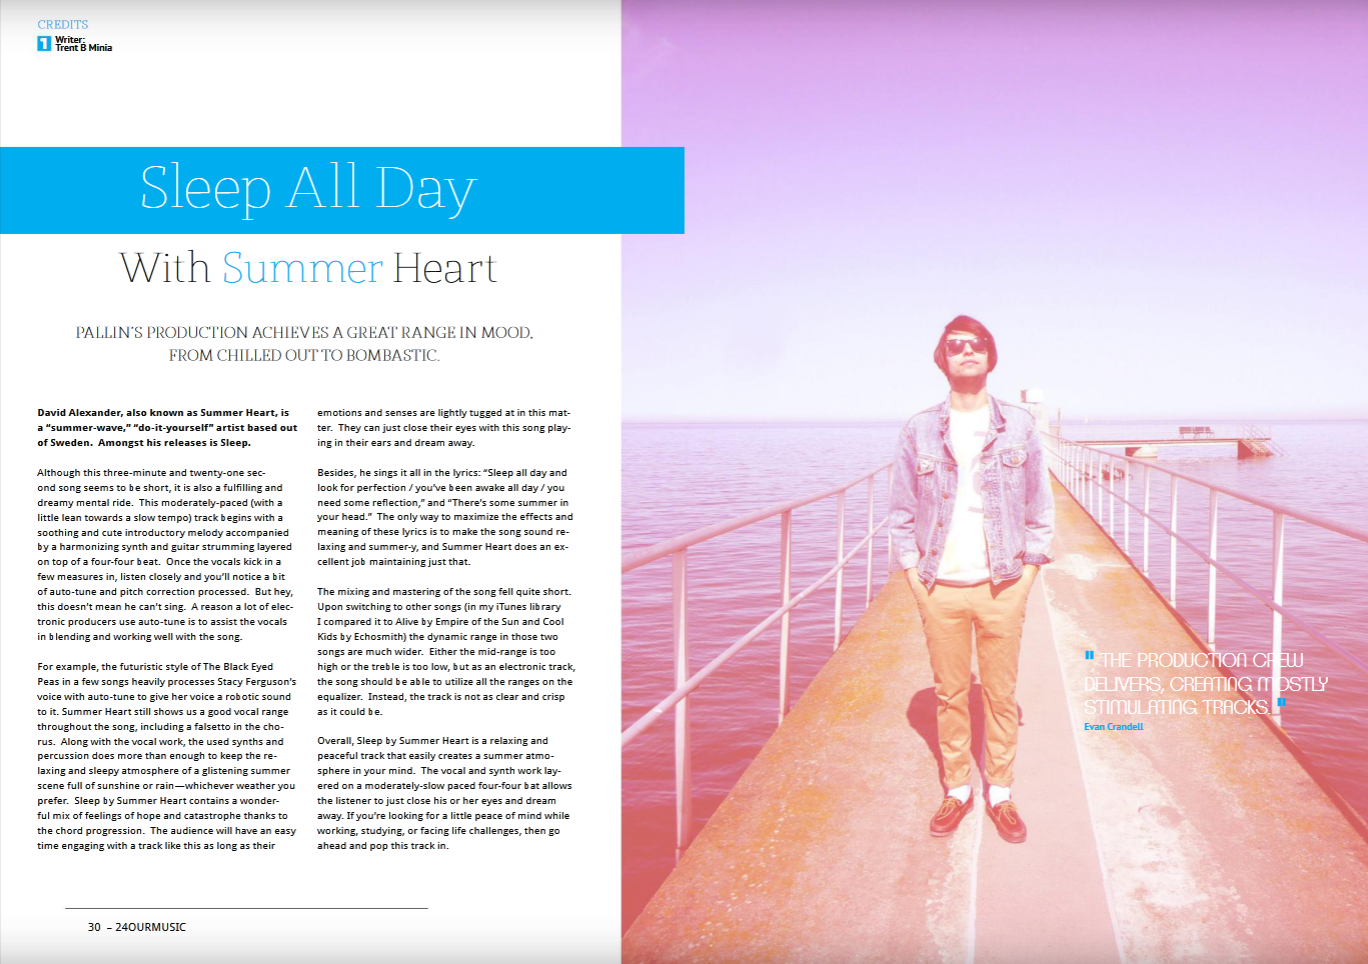 CREDITS
1 Writer:
Trent B Minia
Sleep All Day
With Summer Heart
PALLIN'S PRODUCTION ACHIEVES A GREAT RANGE IN MOOD,
FROM CHILLED OUT TO BOMBASTIC.
David Alexander, also known as Summer Heart, is
a “summer-wave,” “do-it-yourself” artist based out
of Sweden.  Amongst his releases is Sleep.
Although this three-minute and twenty-one sec-
ond song seems to be short, it is also a fulfilling and
dreamy mental ride.  This moderately-paced (with a
little lean towards a slow tempo) track begins with a
soothing and cute introductory melody accompanied
by a harmonizing synth and guitar strumming layered
on top of a four-four beat.  Once the vocals kick in a
few measures in, listen closely and you’ll notice a bit
of auto-tune and pitch correction processed.  But hey,
this doesn’t mean he can’t sing.  A reason a lot of elec-
tronic producers use auto-tune is to assist the vocals
in blending and working well with the song.
For example, the futuristic style of The Black Eyed
Peas in a few songs heavily processes Stacy Ferguson’s
voice with auto-tune to give her voice a robotic sound
to it. Summer Heart still shows us a good vocal range
throughout the song, including a falsetto in the cho-
rus.  Along with the vocal work, the used synths and
percussion does more than enough to keep the re-
laxing and sleepy atmosphere of a glistening summer
scene full of sunshine or rain—whichever weather you
prefer.  Sleep by Summer Heart contains a wonder-
ful mix of feelings of hope and catastrophe thanks to
the chord progression.  The audience will have an easy
time engaging with a track like this as long as their
emotions and senses are lightly tugged at in this mat-
ter.  They can just close their eyes with this song play-
ing in their ears and dream away.
Besides, he sings it all in the lyrics: “Sleep all day and
look for perfection / you’ve been awake all day / you
need some reflection,” and “There’s some summer in
your head.”  The only way to maximize the effects and
meaning of these lyrics is to make the song sound re-
laxing and summer-y, and Summer Heart does an ex-
cellent job maintaining just that.
The mixing and mastering of the song fell quite short.
Upon switching to other songs (in my iTunes library
I compared it to Alive by Empire of the Sun and Cool
Kids by Echosmith) the dynamic range in those two
songs are much wider.  Either the mid-range is too
high or the treble is too low, but as an electronic track,
the song should be able to utilize all the ranges on the
equalizer.  Instead, the track is not as clear and crisp
as it could be.
Overall, Sleep by Summer Heart is a relaxing and
peaceful track that easily creates a summer atmo-
sphere in your mind.  The vocal and synth work lay-
ered on a moderately-slow paced four-four bat allows
the listener to just close his or her eyes and dream
away. If you’re looking for a little peace of mind while
working, studying, or facing life challenges, then go
ahead and pop this track in.
" THE PRODUCTION CREW
DELIVERS, CREATING MOSTLY
STIMULATING TRACKS. "
Evan Crandell
30  – 24OURMUSIC